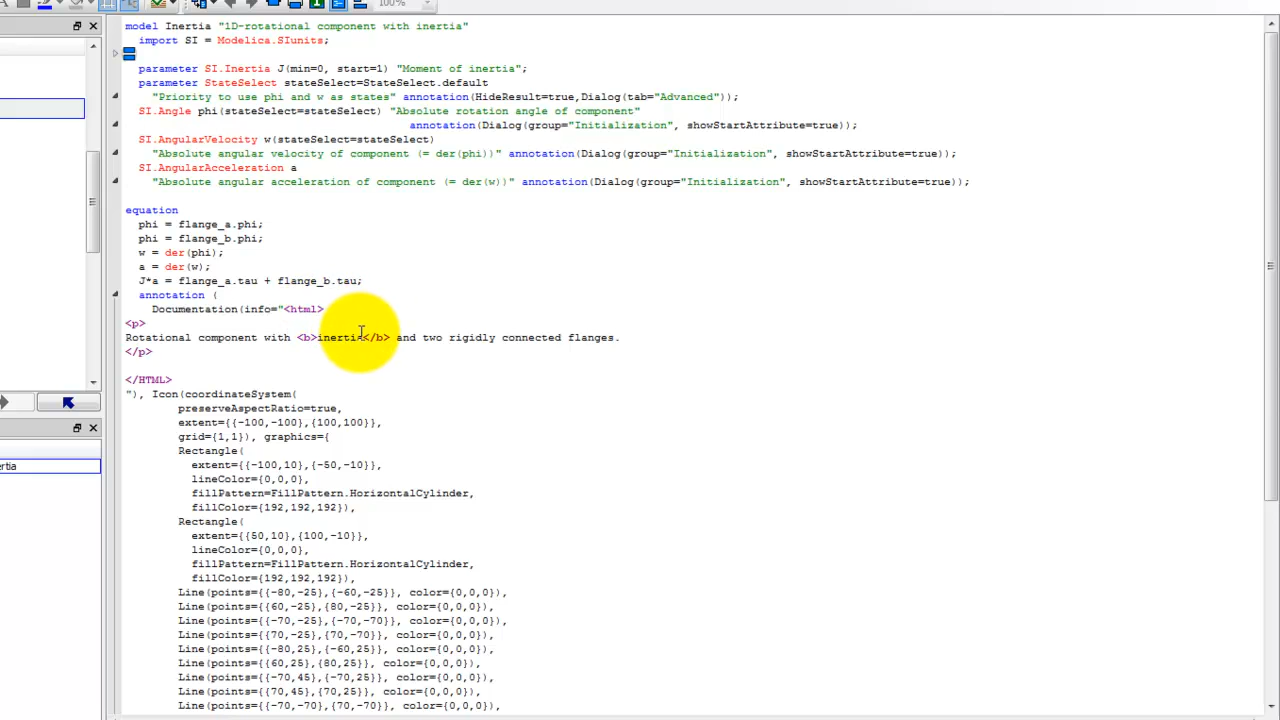 100%
model Inertia "1D-rotational component with inertia"
import SI = Modelica.SIunits;
parameter SI.Inertia J(min=0, start=1) "Moment of inertia";
parameter StateSelect stateSelect=StateSelect.default
"Priority to use phi and w as states" annotation(HideResult=true,Dialog(tab="Advanced"));
SI.Angle phi(stateSelect=stateSelect) "Absolute rotation angle of component"
annotation(Dialog(group="Initialization", showStartAttribute=true));
SI.AngularVelocity w(stateSelect=stateSelect)
"Absolute angular velocity of component (= der(phi))" annotation(Dialog(group="Initialization", showStartAttribute=true));
SI.AngularAcceleration a
"Absolute angular acceleration of component (= der(w))" annotation(Dialog(group="Initialization", showStartAttribute=true));
equation
phi = flange_a.phi;
phi = flange_b.phi;
w = der(phi);
a = der(w);
J*a = flange_a.tau + flange_b.tau;
annotation (
Documentation(info="<html>
<p>
Rotational component with <b>inertia</b> and two rigidly connected flanges.
</p>
</HTML>
"), Icon(coordinateSystem(
preserveAspectRatio=true,
extent={{-100,-100},{100,100}},
grid={1,1}), graphics={
Rectangle(
extent={{-100,10},{-50,-10}},
lineColor={0,0,0},
fillPattern=FillPattern.HorizontalCylinder,
fillColor={192,192,192}),
Rectangle(
extent={{50,10},{100,-10}},
lineColor={0,0,0},
fillPattern=FillPattern.HorizontalCylinder,
fillColor={192,192,192}),
Line(points={{-80,-25},{-60,-25}}, color={0,0,0}),
Line(points={{60,-25},{80,-25}}, color={0,0,0}),
Line(points={{-70,-25},{-70,-70}}, color={0,0,0}),
Line(points={{70,-25},{70,-70}}, color={0,0,0}),
Line(points={{-80,25},{-60,25}}, color={0,0,0}),
Line(points={{60,25},{80,25}}, color={0,0,0}),
Line(points={{-70,45},{-70,25}}, color={0,0,0}),
Line(points={{70,45},{70,25}}, color={0,0,0}),
Line(points={{-70,-70},{70,-70}}, color={0,0,0}),
ertia